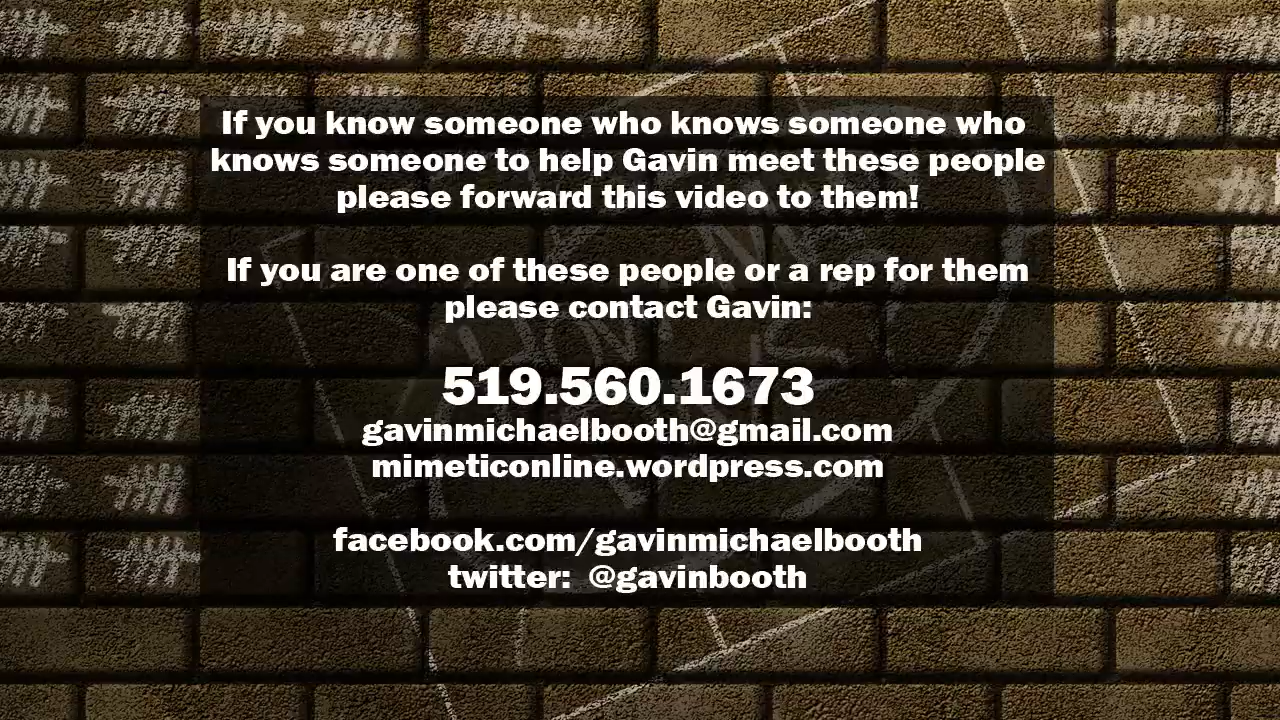 If you know someone who knows someone who
knows someone to help Gavin meet these people
please forward this video to them!
If you are one of these people or a rep for them
please contact Gavin:
519.560.1673
gavinmichaelbooth@gmail.com
mimeticonline.wordpress.com
facebook.com/gavinmichaelbooth
twitter: @gavinbooth